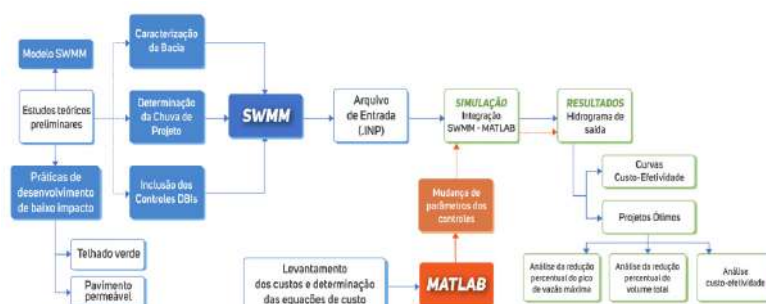 Modelo SWMM
Estudos teóricos
preliminares
Práticas de
desenvolvimento de
baixo impacto
Telhado verde
Pavimento
permeável
Caracterização
da Bacia
Determinação
da Chuva de
Projeto
Inclusão dos
Controles DBIs
SWMM
Arquivo
de Entrada
(.INP)
SIMULAÇÃO
Integração
SWMM - MATLAB
RESULTADOS
Hidrograma de
saída
Mudança de
parâmetros dos
controles
MATLAB
Levantamento
dos custos e determinação
das equações de custo
Curvas
Custo-Efetividade
Projetos Ótimos
Análise da redução
percentual do pico
de vazão máxima
Análise da redução
percentual do
volume total
Análise
custo-efetividade